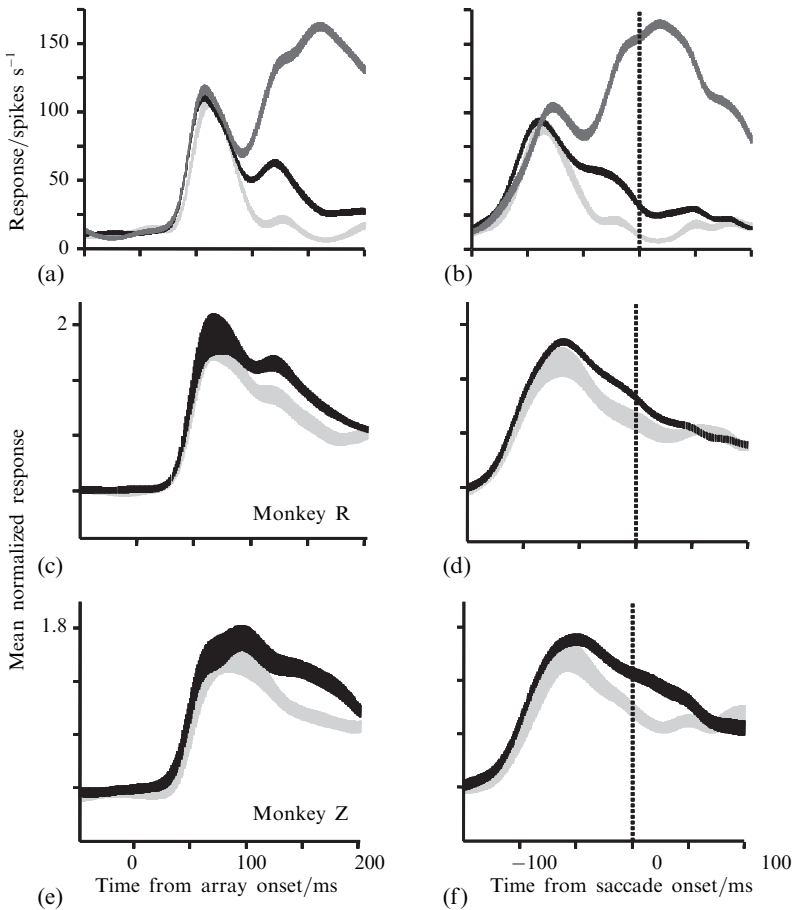 Response/spikes s−1
150
100
50
0
(a)
(b)
Mean normalized response
2
Monkey R
(c)
(d)
1.8
Monkey Z
0 100 200
Time from array onset/ms
(e)
−100 0 100
Time from saccade onset/ms
(f)